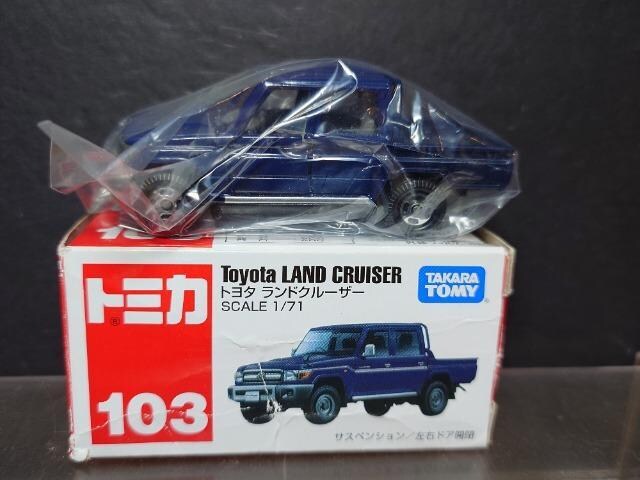 Toyota LAND CRUISER
トヨタ ランドクルーザー
SCALE 1/71
TAKARA
TOMY
トミカ
®
103
サスペンション/左右ドア開閉